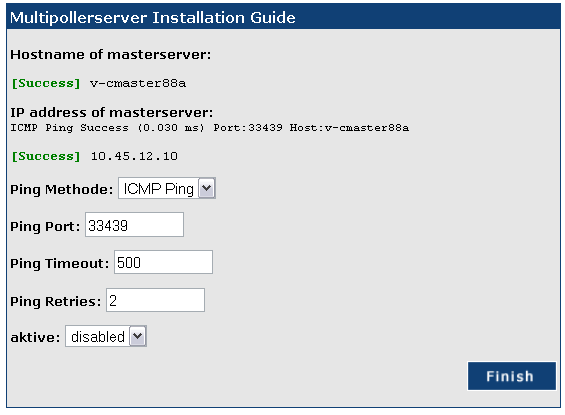 Multipollerserver Installation Guide
Hostname of masterserver:
[Success] v-cmaster88a
IP address of masterserver:
ICMP Ping Success (0.030 ms) Port:33439 Host:v-cmaster88a
[Success] 10.45.12.10
Ping Methode: ICMP Ping
Ping Port: 33439
Ping Timeout: 500
Ping Retries: 2
aktive: disabled
Finish